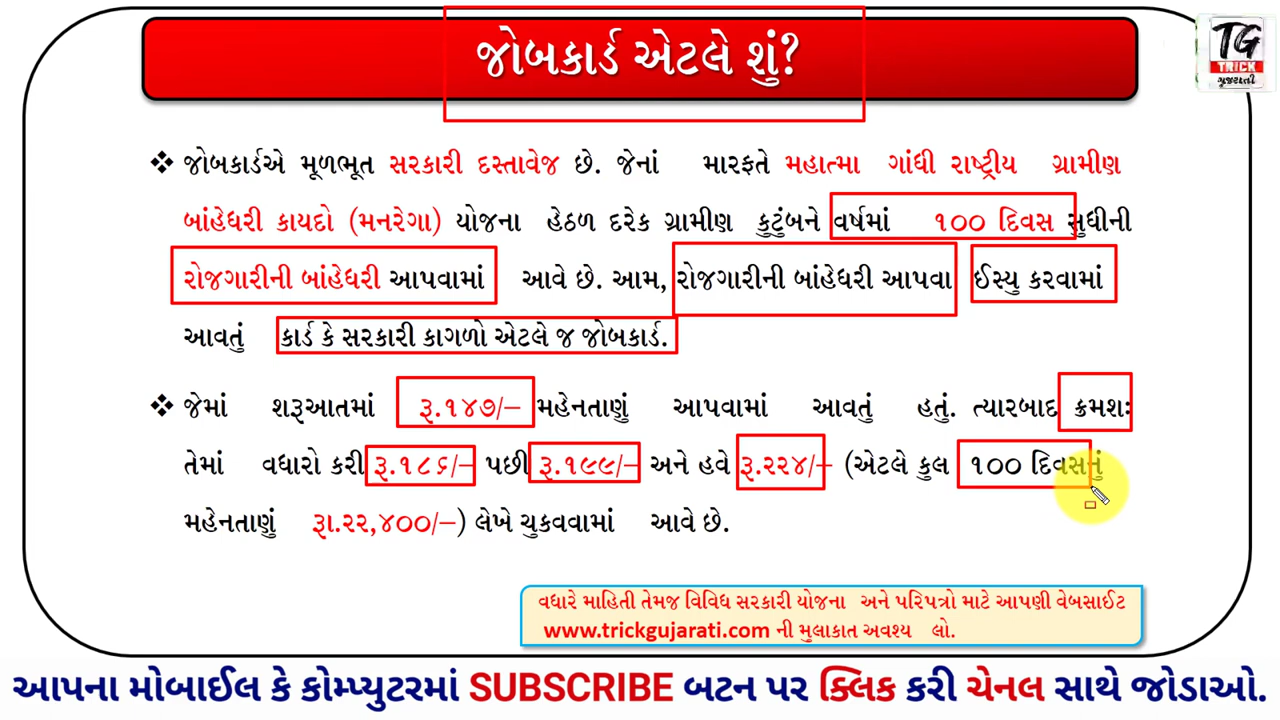 જોબકાર્ડ એટલે શું?
TG
TRICK
ગુજરાતી
❖ જોબકાર્ડએ મૂળભૂત સરકારી દસ્તાવેજ છે. જેનાં મારફતે મહાત્મા ગાંધી રાષ્ટ્રીય ગ્રામીણ
બાંહેધરી કાયદો (મનરેગા) યોજના હેઠળ દરેક ગ્રામીણ કુટુંબને વર્ષમાં ૧૦૦ દિવસ સુધીની
રોજગારીની બાંહેધરી આપવામાં આવે છે. આમ, રોજગારીની બાંહેધરી આપવા ઈસ્યુ કરવામાં
આવતું કાર્ડ કે સરકારી કાગળો એટલે જ જોબકાર્ડ.
❖ જેમાં શરૂઆતમાં રૂ.૧૪૭/– મહેનતાણું આપવામાં આવતું હતું. ત્યારબાદ ક્રમશઃ
તેમાં વધારો કરી રૂ.૧૮૬/– પછી રૂ.૧૯૯/– અને હવે રૂ.૨૨૪/– (એટલે કુલ ૧૦૦ દિવસનું
મહેનતાણું રૂા.૨૨,૪૦૦/–) લેખે ચુકવવામાં આવે છે.
વધારે માહિતી તેમજ વિવિધ સરકારી યોજના અને પરિપત્રો માટે આપણી વેબસાઈટ
www.trickgujarati.com ની મુલાકાત અવશ્ય લો.
આપના મોબાઈલ કે કોમ્પ્યુટરમાં SUBSCRIBE બટન પર ક્લિક કરી ચેનલ સાથે જોડાઓ.